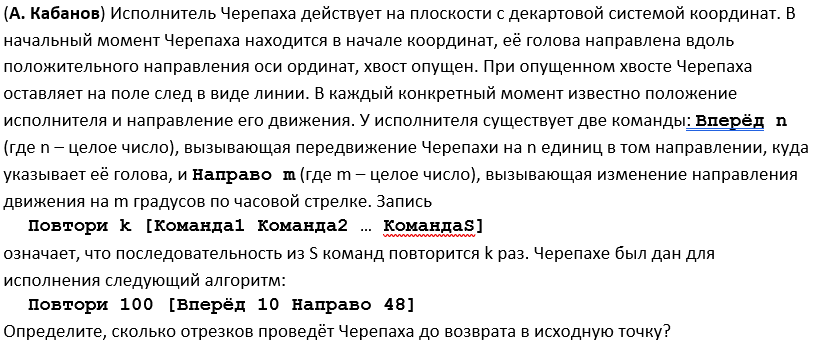 (А. Кабанов) Исполнитель Черепаха действует на плоскости с декартовой системой координат. В
начальный момент Черепаха находится в начале координат, её голова направлена вдоль
положительного направления оси ординат, хвост опущен. При опущенном хвосте Черепаха
оставляет на поле след в виде линии. В каждый конкретный момент известно положение
исполнителя и направление его движения. У исполнителя существует две команды: Вперёд n
(где n – целое число), вызывающая передвижение Черепахи на n единиц в том направлении, куда
указывает её голова, и Направо m (где m – целое число), вызывающая изменение направления
движения на m градусов по часовой стрелке. Запись
Повтори k [Команда1 Команда2 … КомандаS]
означает, что последовательность из S команд повторится k раз. Черепахе был дан для
исполнения следующий алгоритм:
Повтори 100 [Вперёд 10 Направо 48]
Определите, сколько отрезков проведёт Черепаха до возврата в исходную точку?